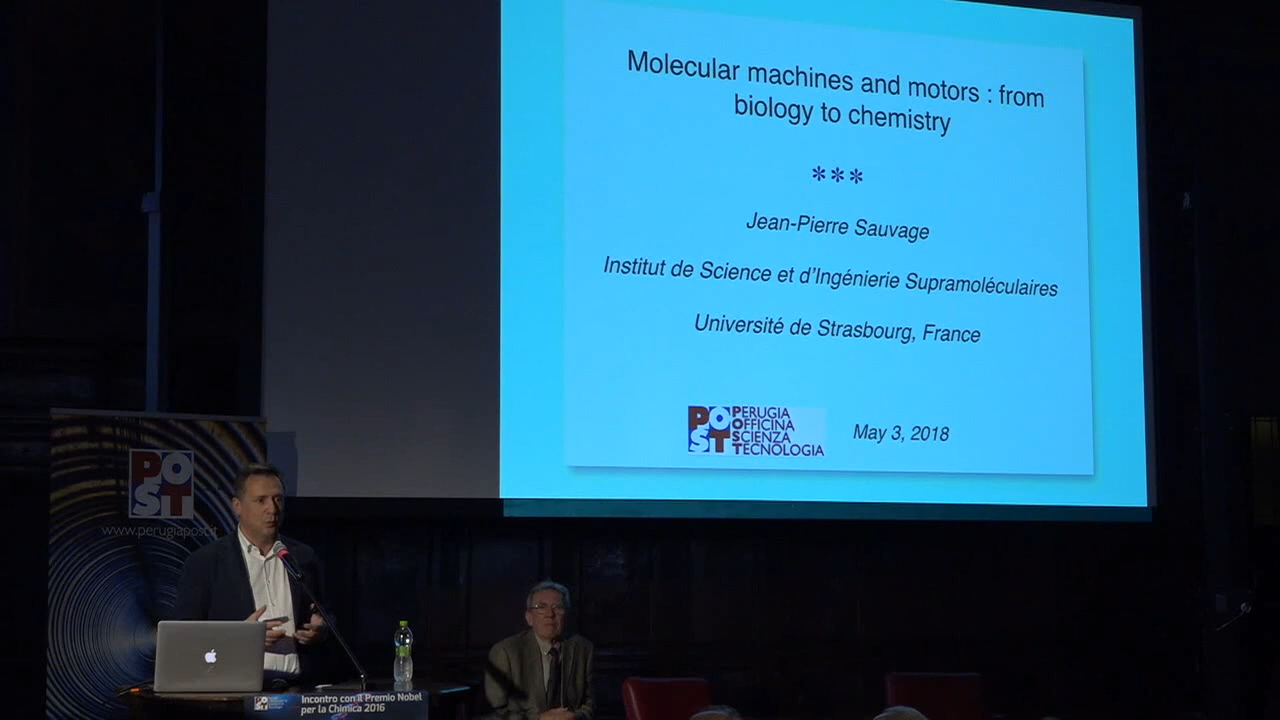 Molecular machines and motors : from
biology to chemistry
***
Jean-Pierre Sauvage
Institut de Science et d'Ingénierie Supramoléculaires
Université de Strasbourg, France
POST
PERUGIA
OFFICINA
SCIENZA
TECNOLOGIA
May 3, 2018
POST
www.perugiapost.it
POST
Incontro con il Premio Nobel
per la Chimica 2016